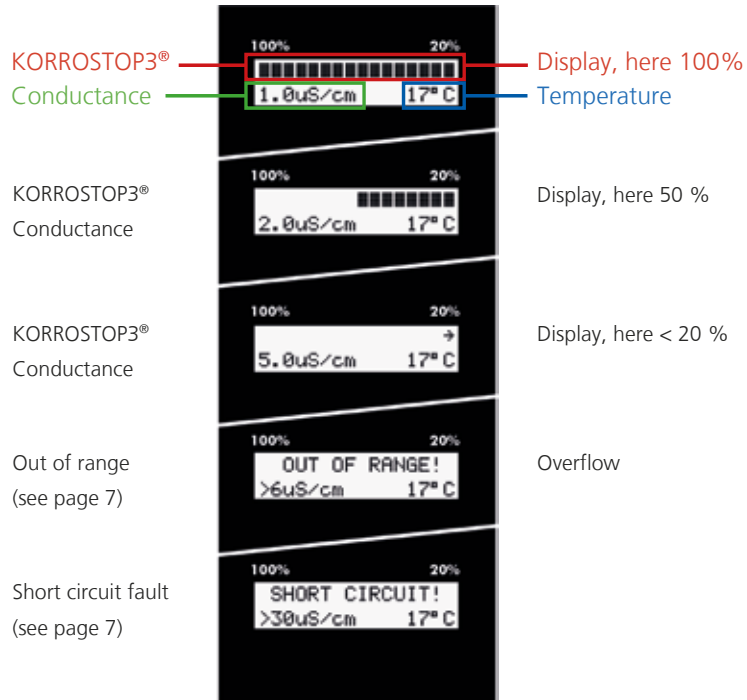 100% 20%
KORROSTOP3® Display, here 100%
Conductance 1.0uS/cm 17°C Temperature
100% 20%
KORROSTOP3® Display, here 50 %
Conductance 2.0uS/cm 17°C
100% 20%
KORROSTOP3® → Display, here < 20 %
Conductance 5.0uS/cm 17°C
100% 20%
Out of range OUT OF RANGE! Overflow
(see page 7) >6uS/cm 17°C
100% 20%
Short circuit fault SHORT CIRCUIT!
(see page 7) >30uS/cm 17°C